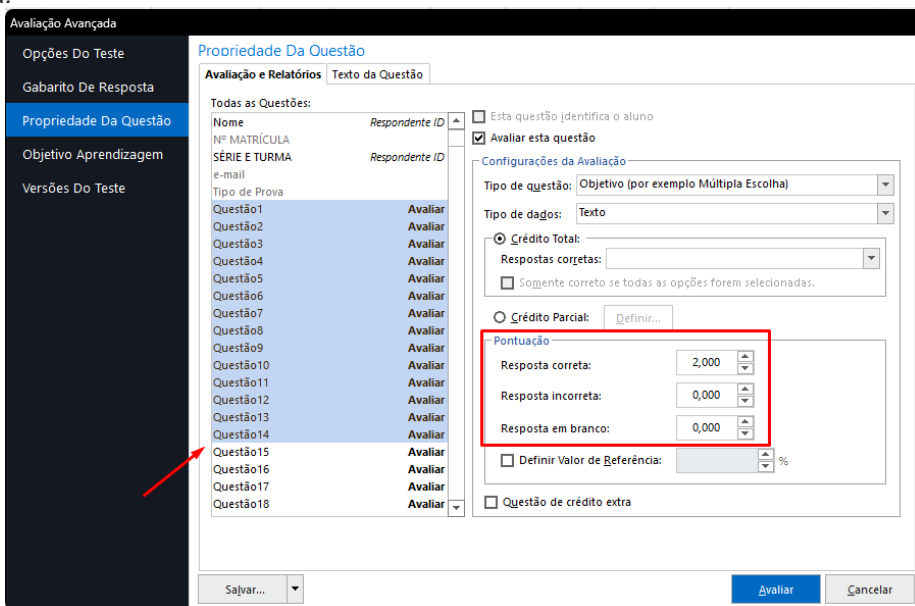 Avaliação Avançada
Opções Do Teste
Gabarito De Resposta
Propriedade Da Questão
Objetivo Aprendizagem
Versões Do Teste
Propriedade Da Questão
Avaliação e Relatórios Texto da Questão
Todas as Questões:
Nome Respondente ID
Nº MATRÍCULA
SÉRIE E TURMA Respondente ID
e-mail
Tipo de Prova
Questão1 Avaliar
Questão2 Avaliar
Questão3 Avaliar
Questão4 Avaliar
Questão5 Avaliar
Questão6 Avaliar
Questão7 Avaliar
Questão8 Avaliar
Questão9 Avaliar
Questão10 Avaliar
Questão11 Avaliar
Questão12 Avaliar
Questão13 Avaliar
Questão14 Avaliar
Questão15 Avaliar
Questão16 Avaliar
Questão17 Avaliar
Questão18 Avaliar
Esta questão identifica o aluno
Avaliar esta questão
Configurações da Avaliação
Tipo de questão: Objetivo (por exemplo Múltipla Escolha)
Tipo de dados: Texto
Crédito Total:
Respostas corretas:
Somente correto se todas as opções forem selecionadas.
Crédito Parcial: Definir...
Pontuação
Resposta correta: 2,000
Resposta incorreta: 0,000
Resposta em branco: 0,000
Definir Valor de Referência: %
Questão de crédito extra
Salvar... Avaliar Cancelar